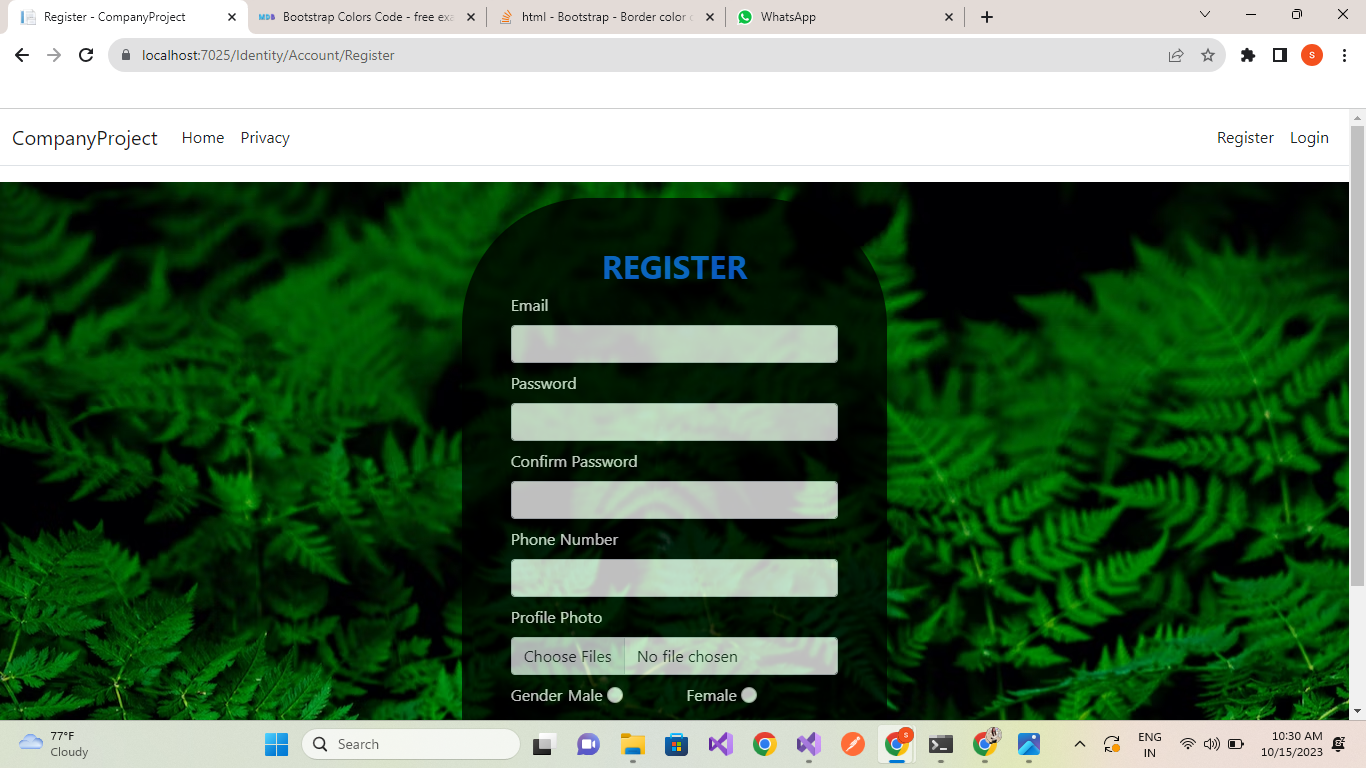 Register - CompanyProject
Bootstrap Colors Code - free exa
html - Bootstrap - Border color c
WhatsApp
localhost:7025/Identity/Account/Register
S
CompanyProject Home Privacy Register Login
REGISTER
Email
Password
Confirm Password
Phone Number
Profile Photo
Choose Files No file chosen
Gender Male Female
77°F
Cloudy
Search
S
ENG
IN
10:30 AM
10/15/2023